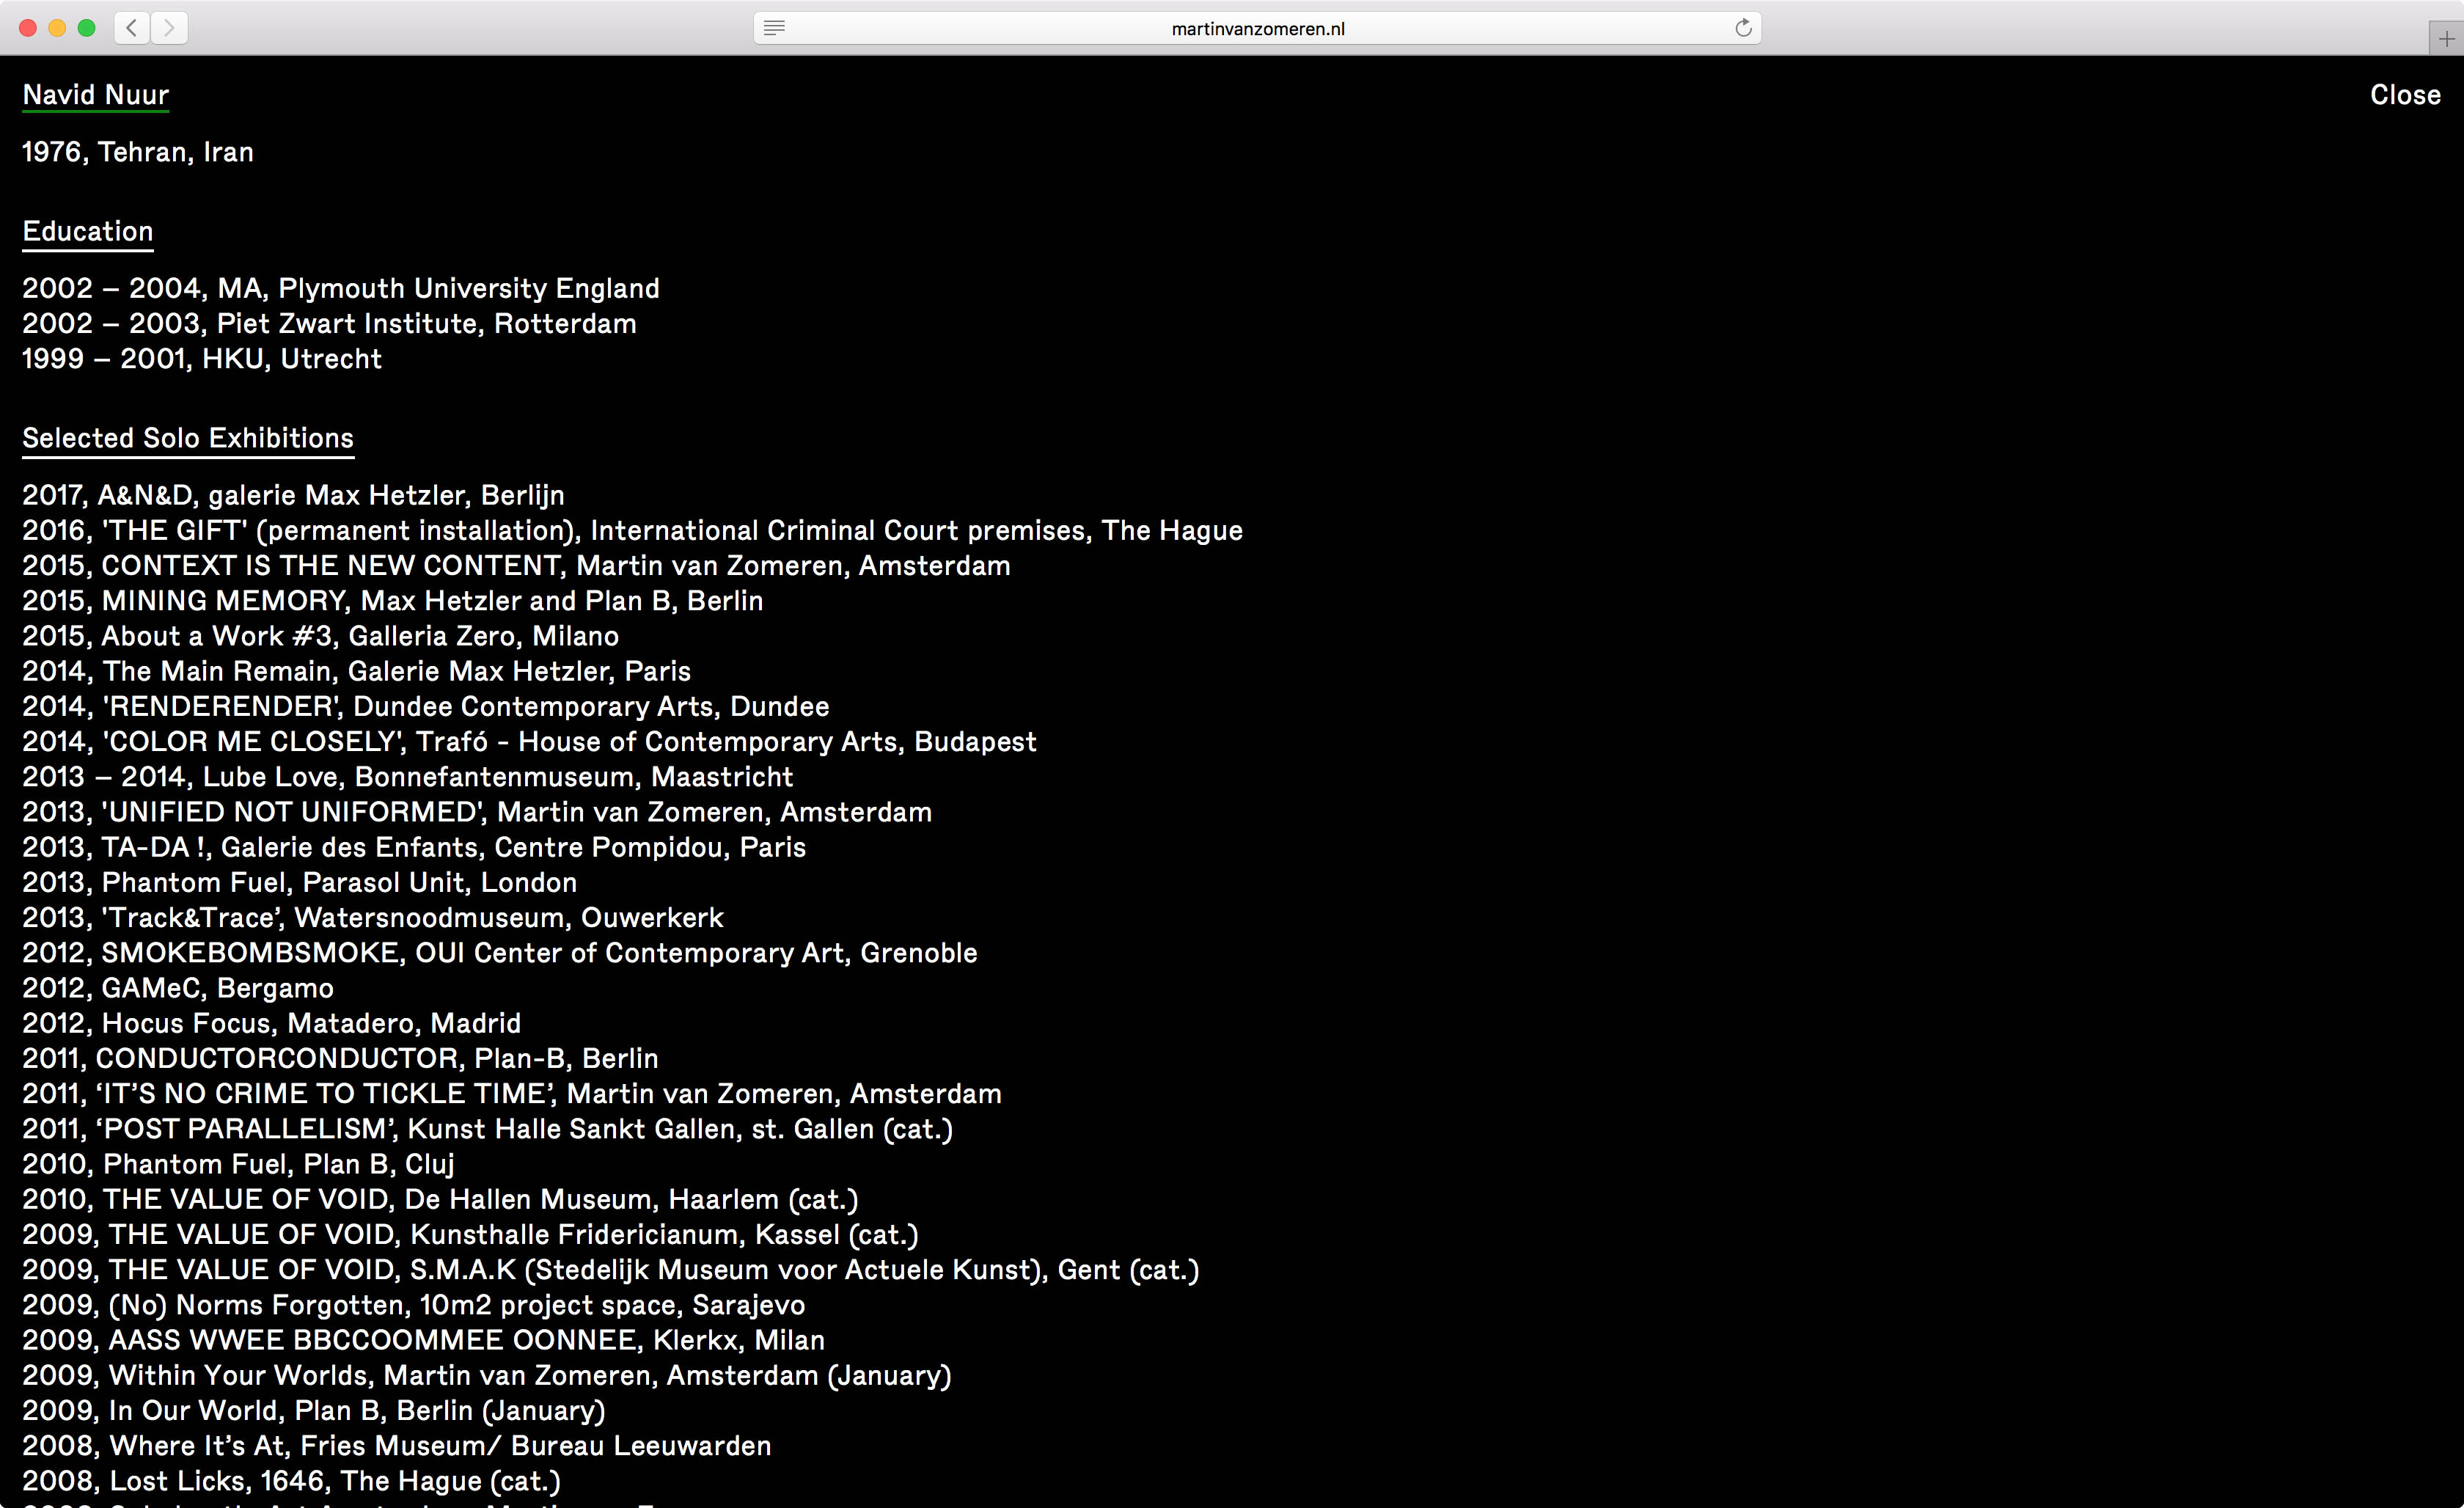 martinvanzomeren.nl
Navid Nuur
Close
1976, Tehran, Iran
Education
2002 – 2004, MA, Plymouth University England
2002 – 2003, Piet Zwart Institute, Rotterdam
1999 – 2001, HKU, Utrecht
Selected Solo Exhibitions
2017, A&N&D, galerie Max Hetzler, Berlijn
2016, 'THE GIFT' (permanent installation), International Criminal Court premises, The Hague
2015, CONTEXT IS THE NEW CONTENT, Martin van Zomeren, Amsterdam
2015, MINING MEMORY, Max Hetzler and Plan B, Berlin
2015, About a Work #3, Galleria Zero, Milano
2014, The Main Remain, Galerie Max Hetzler, Paris
2014, 'RENDERENDER', Dundee Contemporary Arts, Dundee
2014, 'COLOR ME CLOSELY', Trafó - House of Contemporary Arts, Budapest
2013 – 2014, Lube Love, Bonnefantenmuseum, Maastricht
2013, 'UNIFIED NOT UNIFORMED', Martin van Zomeren, Amsterdam
2013, TA-DA !, Galerie des Enfants, Centre Pompidou, Paris
2013, Phantom Fuel, Parasol Unit, London
2013, 'Track&Trace’, Watersnoodmuseum, Ouwerkerk
2012, SMOKEBOMBSMOKE, OUI Center of Contemporary Art, Grenoble
2012, GAMeC, Bergamo
2012, Hocus Focus, Matadero, Madrid
2011, CONDUCTORCONDUCTOR, Plan-B, Berlin
2011, ‘IT’S NO CRIME TO TICKLE TIME’, Martin van Zomeren, Amsterdam
2011, ‘POST PARALLELISM’, Kunst Halle Sankt Gallen, st. Gallen (cat.)
2010, Phantom Fuel, Plan B, Cluj
2010, THE VALUE OF VOID, De Hallen Museum, Haarlem (cat.)
2009, THE VALUE OF VOID, Kunsthalle Fridericianum, Kassel (cat.)
2009, THE VALUE OF VOID, S.M.A.K (Stedelijk Museum voor Actuele Kunst), Gent (cat.)
2009, (No) Norms Forgotten, 10m2 project space, Sarajevo
2009, AASS WWEE BBCCOOMMEE OONNEE, Klerkx, Milan
2009, Within Your Worlds, Martin van Zomeren, Amsterdam (January)
2009, In Our World, Plan B, Berlin (January)
2008, Where It’s At, Fries Museum/ Bureau Leeuwarden
2008, Lost Licks, 1646, The Hague (cat.)